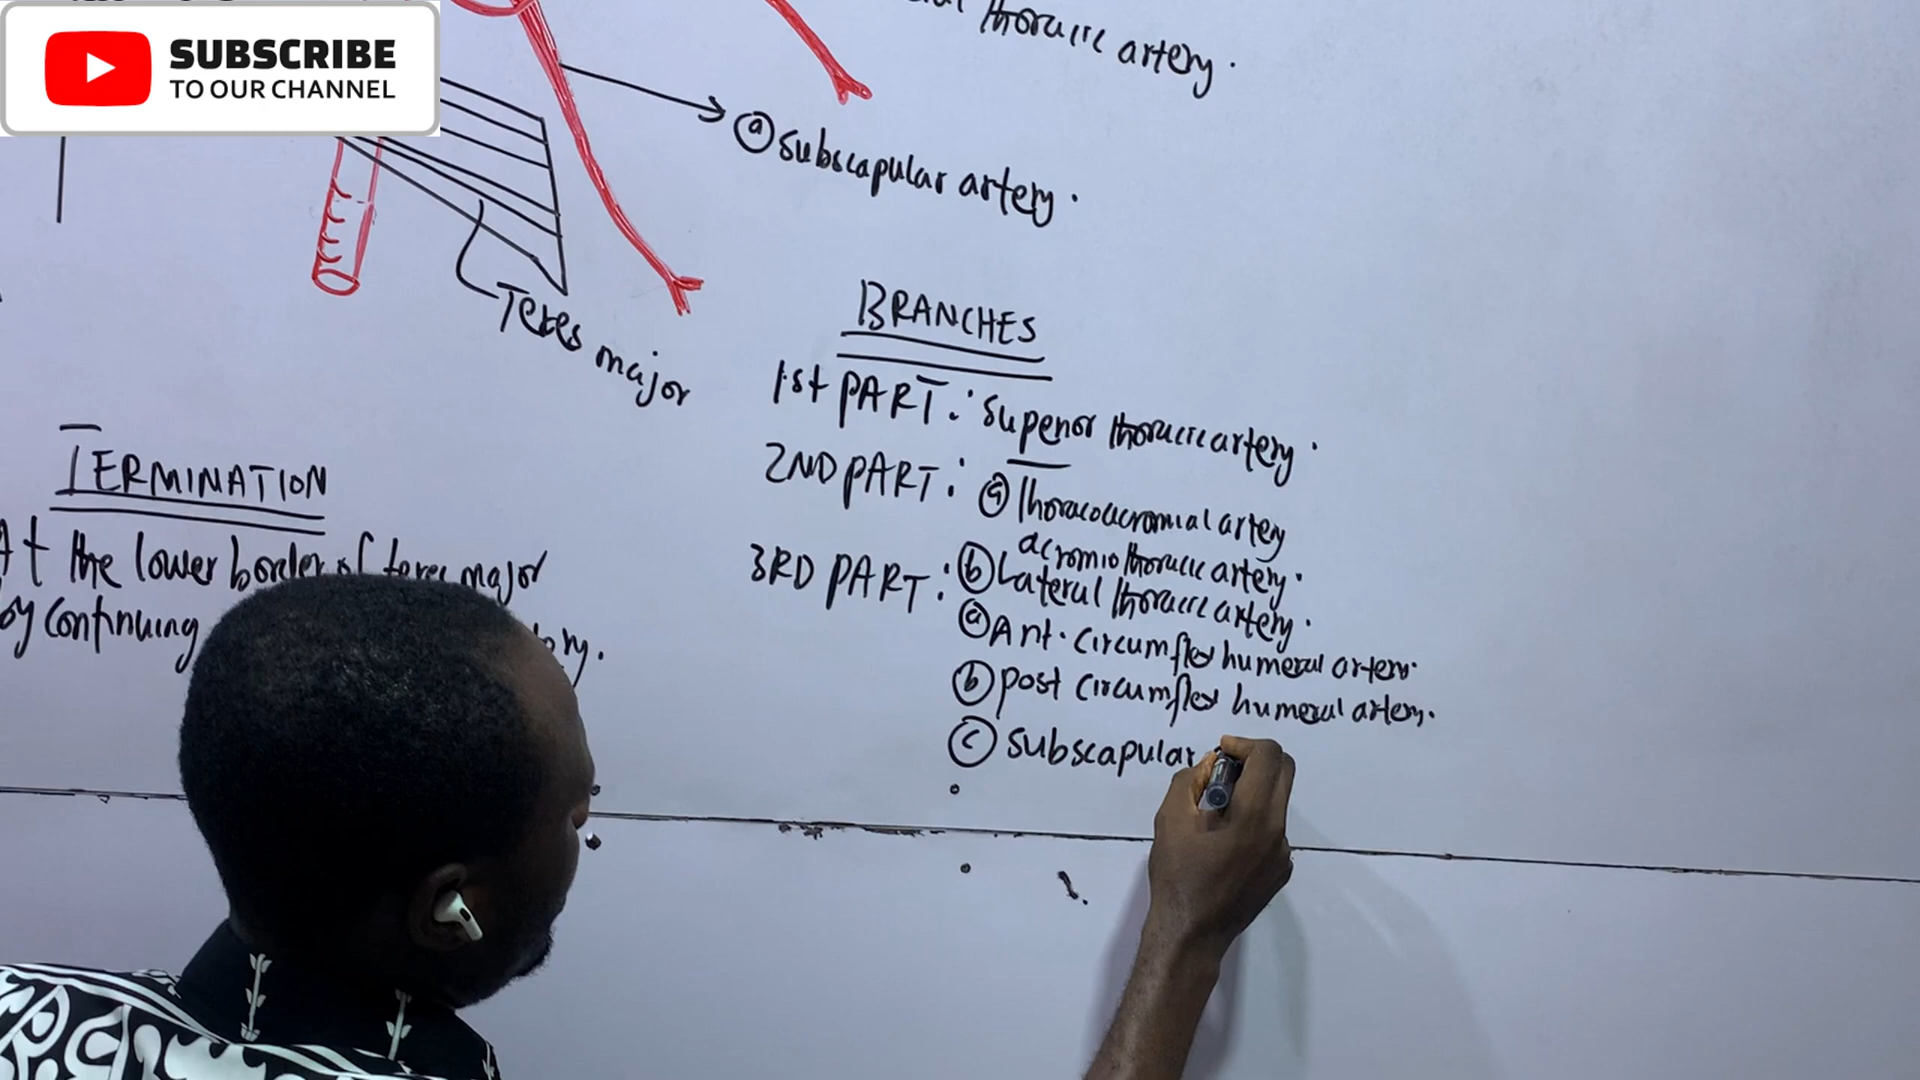 SUBSCRIBE
TO OUR CHANNEL
thoracic artery.
(a) Subscapular artery.
Teres major
BRANCHES
1st PART: Superior thoracic artery.
2ND PART: (a) Thoracoacromial artery
acromiothoracic artery.
(b) Lateral thoracic artery.
3RD PART:
(a) Ant. circumflex humeral artery.
(b) post circumflex humeral artery.
(c) subscapular
TERMINATION
At the lower border of teres major
by continuing